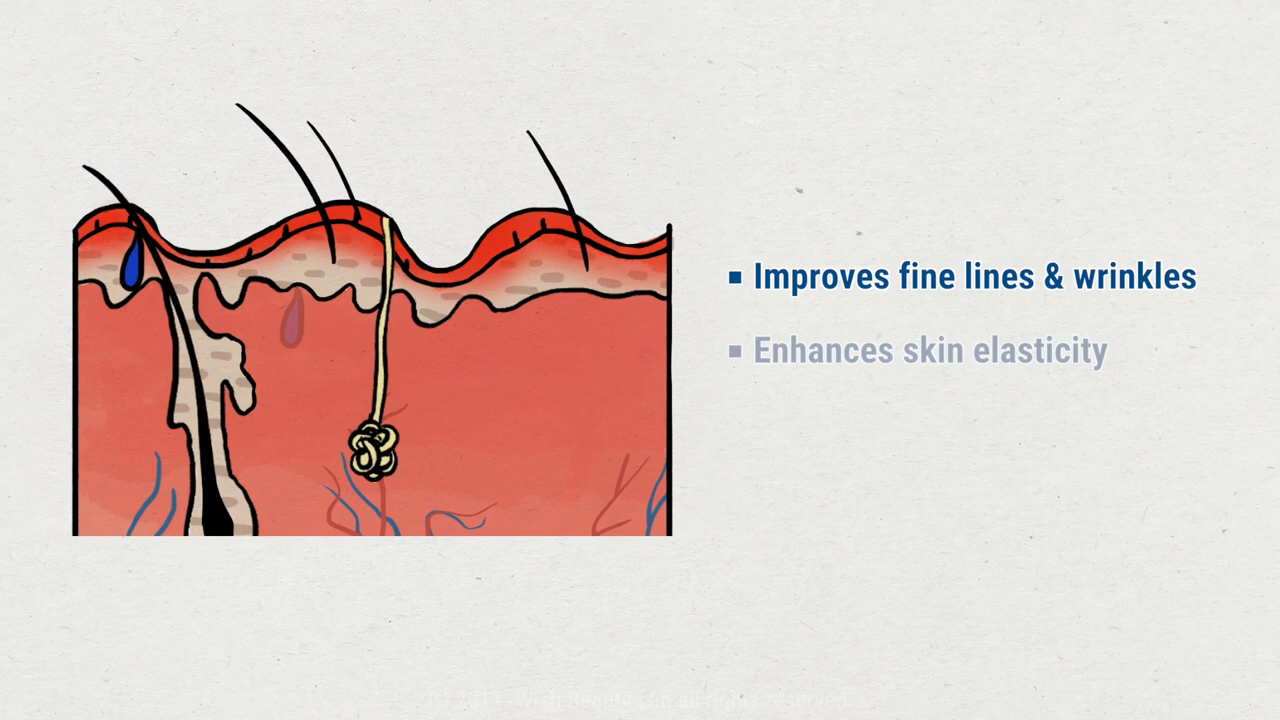 ▪ Improves fine lines & wrinkles
▪ Enhances skin elasticity